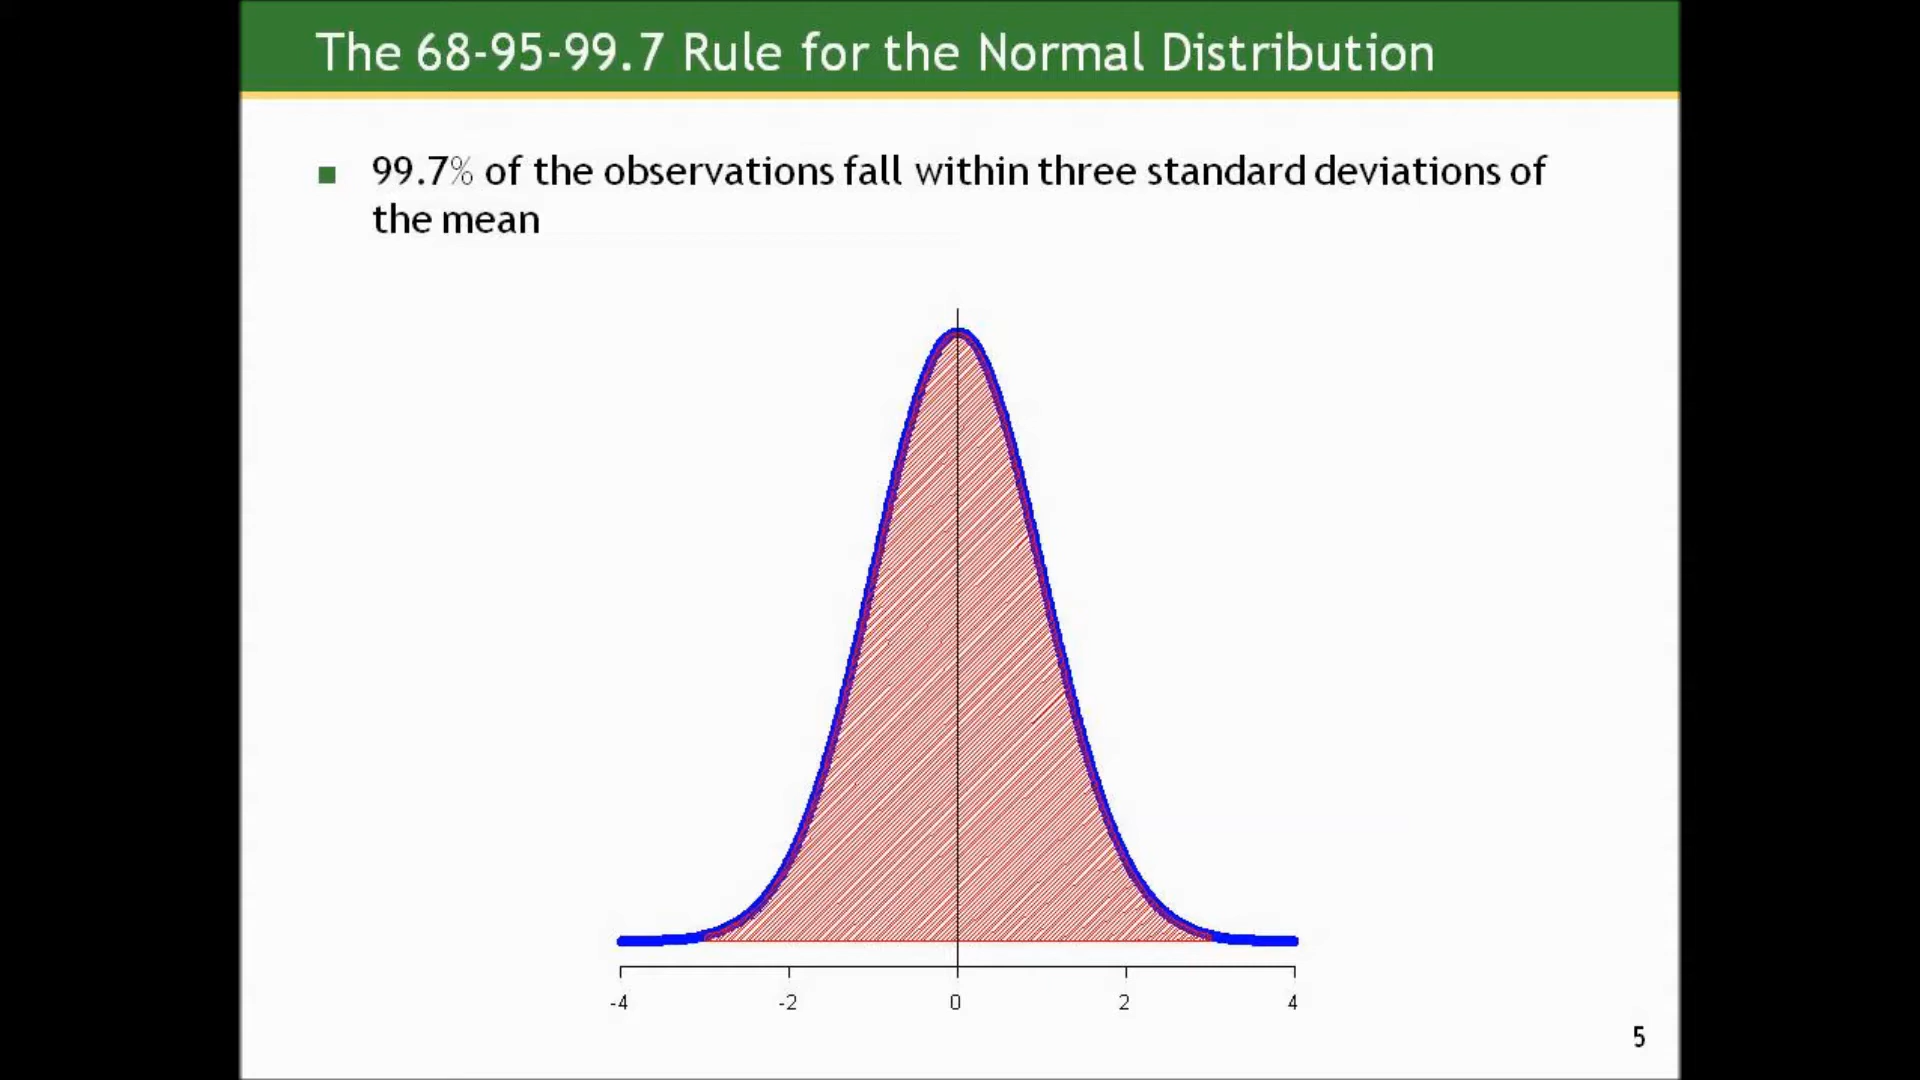 The 68-95-99.7 Rule for the Normal Distribution
99.7% of the observations fall within three standard deviations of
the mean
-4 -2 0 2 4
5